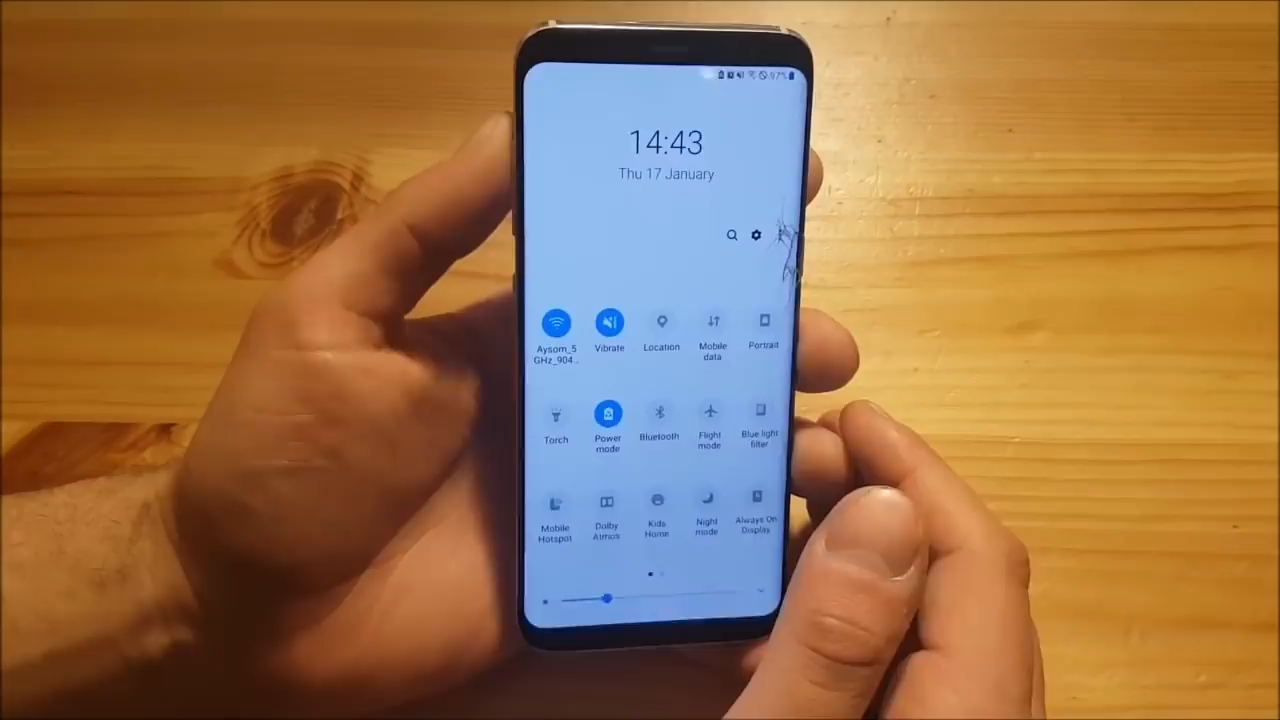 97%
14:43
Thu 17 January
Aysom_5
GHz_904..
Vibrate
Location
Mobile
data
Portrait
Torch
Power
mode
Bluetooth
Flight
mode
Blue light
filter
Mobile
Hotspot
Dolby
Atmos
Kids
Home
Night
mode
Always On
Display